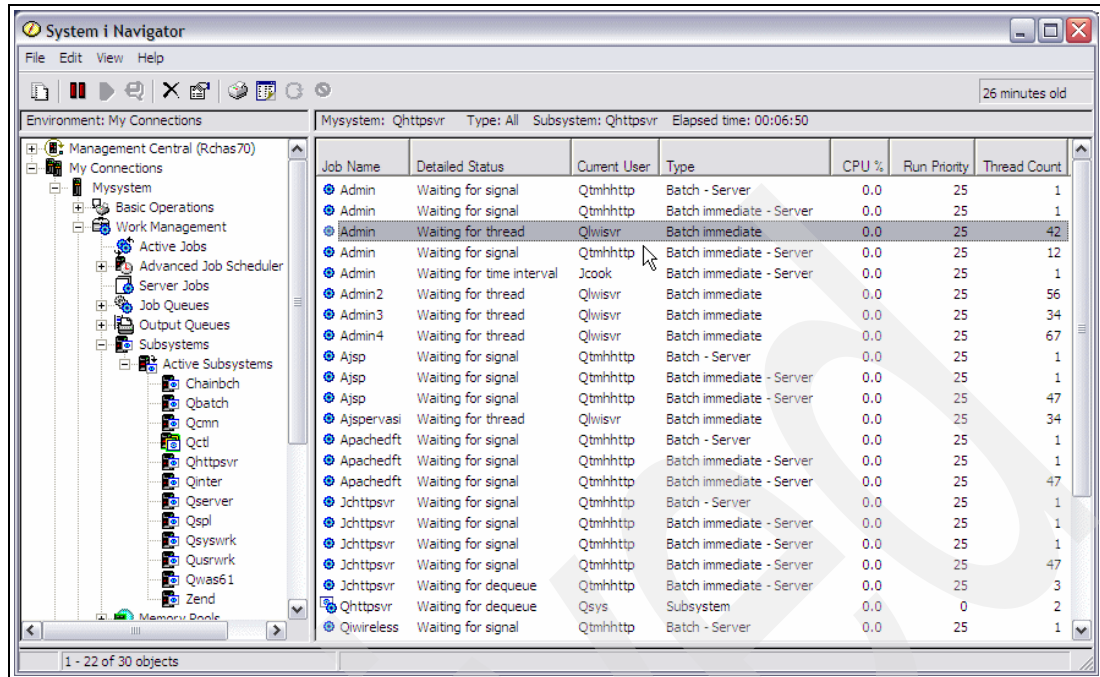 System i Navigator
File Edit View Help
26 minutes old
Environment: My Connections
Mysystem: Qhttpsvr Type: All Subsystem: Qhttpsvr Elapsed time: 00:06:50
Management Central (Rchas70)
My Connections
Mysystem
Basic Operations
Work Management
Active Jobs
Advanced Job Scheduler
Server Jobs
Job Queues
Output Queues
Subsystems
Active Subsystems
Chainbch
Qbatch
Qcmn
Qctl
Qhttpsvr
Qinter
Qserver
Qspl
Qsyswrk
Qusrwrk
Qwas61
Zend
Memory Pools
Job Name Detailed Status Current User Type CPU % Run Priority Thread Count
Admin Waiting for signal Qtmhhttp Batch - Server 0.0 25 1
Admin Waiting for signal Qtmhhttp Batch immediate - Server 0.0 25 1
Admin Waiting for thread Qlwisvr Batch immediate 0.0 25 42
Admin Waiting for signal Qtmhhttp Batch immediate - Server 0.0 25 12
Admin Waiting for time interval Jcook Batch immediate - Server 0.0 25 1
Admin2 Waiting for thread Qlwisvr Batch immediate 0.0 25 56
Admin3 Waiting for thread Qlwisvr Batch immediate 0.0 25 34
Admin4 Waiting for thread Qlwisvr Batch immediate 0.0 25 67
Ajsp Waiting for signal Qtmhhttp Batch - Server 0.0 25 1
Ajsp Waiting for signal Qtmhhttp Batch immediate - Server 0.0 25 1
Ajsp Waiting for signal Qtmhhttp Batch immediate - Server 0.0 25 47
Ajspervasi Waiting for thread Qlwisvr Batch immediate 0.0 25 34
Apachedft Waiting for signal Qtmhhttp Batch - Server 0.0 25 1
Apachedft Waiting for signal Qtmhhttp Batch immediate - Server 0.0 25 1
Apachedft Waiting for signal Qtmhhttp Batch immediate - Server 0.0 25 47
Jchttpsvr Waiting for signal Qtmhhttp Batch - Server 0.0 25 1
Jchttpsvr Waiting for signal Qtmhhttp Batch immediate - Server 0.0 25 1
Jchttpsvr Waiting for signal Qtmhhttp Batch immediate - Server 0.0 25 47
Jchttpsvr Waiting for dequeue Qtmhhttp Batch immediate - Server 0.0 25 3
Qhttpsvr Waiting for dequeue Qsys Subsystem 0.0 0 2
Qiwireless Waiting for signal Qtmhhttp Batch - Server 0.0 25 1
1 - 22 of 30 objects